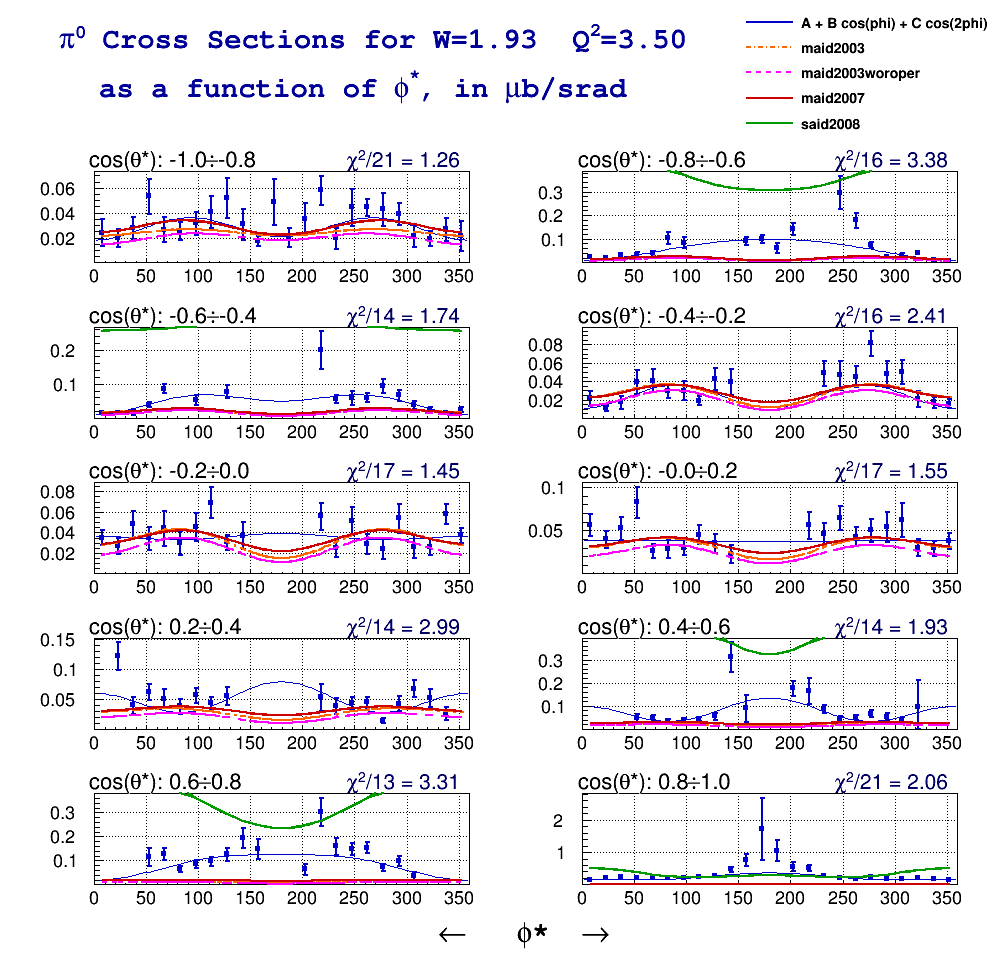 π⁰ Cross Sections for W=1.93 Q²=3.50
as a function of ϕ*, in μb/srad
A + B cos(phi) + C cos(2phi)
maid2003
maid2003woroper
maid2007
said2008
cos(θ*): -1.0÷-0.8 χ²/21 = 1.26
0.06
0.04
0.02
0 50 100 150 200 250 300 350
cos(θ*): -0.8÷-0.6 χ²/16 = 3.38
0.3
0.2
0.1
0 50 100 150 200 250 300 350
cos(θ*): -0.6÷-0.4 χ²/14 = 1.74
0.2
0.1
0 50 100 150 200 250 300 350
cos(θ*): -0.4÷-0.2 χ²/16 = 2.41
0.08
0.06
0.04
0.02
0 50 100 150 200 250 300 350
cos(θ*): -0.2÷0.0 χ²/17 = 1.45
0.08
0.06
0.04
0.02
0 50 100 150 200 250 300 350
cos(θ*): -0.0÷0.2 χ²/17 = 1.55
0.1
0.05
0 50 100 150 200 250 300 350
cos(θ*): 0.2÷0.4 χ²/14 = 2.99
0.15
0.1
0.05
0 50 100 150 200 250 300 350
cos(θ*): 0.4÷0.6 χ²/14 = 1.93
0.3
0.2
0.1
0 50 100 150 200 250 300 350
cos(θ*): 0.6÷0.8 χ²/13 = 3.31
0.3
0.2
0.1
0 50 100 150 200 250 300 350
cos(θ*): 0.8÷1.0 χ²/21 = 2.06
2
1
0 50 100 150 200 250 300 350
← ϕ* →